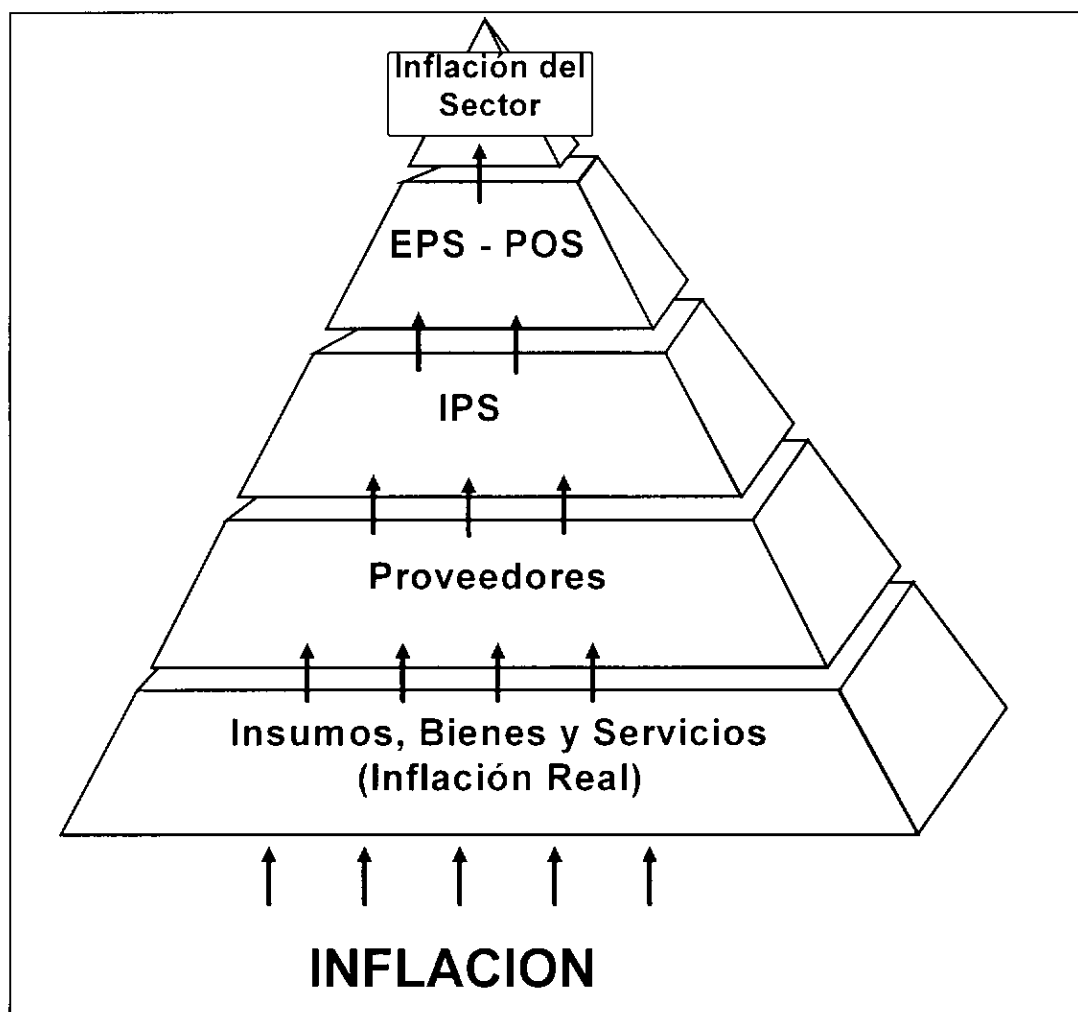 Inflación del
Sector
EPS - POS
IPS
Proveedores
Insumos, Bienes y Servicios
(Inflación Real)
INFLACION